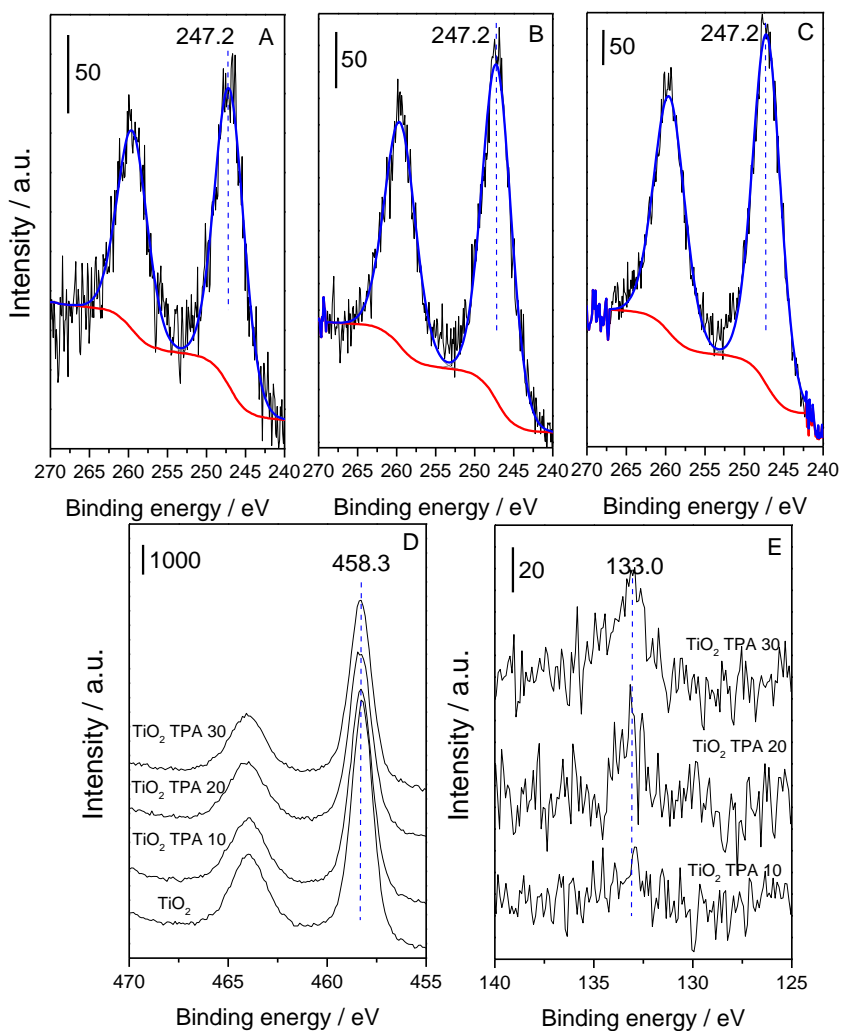 247.2 A
50
Intensity / a.u.
270 265 260 255 250 245 240
Binding energy / eV
247.2 B
50
270 265 260 255 250 245 240
Binding energy / eV
247.2 C
50
270 265 260 255 250 245 240
Binding energy / eV
D
1000
458.3
Intensity / a.u.
TiO₂ TPA 30
TiO₂ TPA 20
TiO₂ TPA 10
TiO₂
470 465 460 455
Binding energy / eV
E
20
133.0
Intensity / a.u.
TiO₂ TPA 30
TiO₂ TPA 20
TiO₂ TPA 10
140 135 130 125
Binding energy / eV